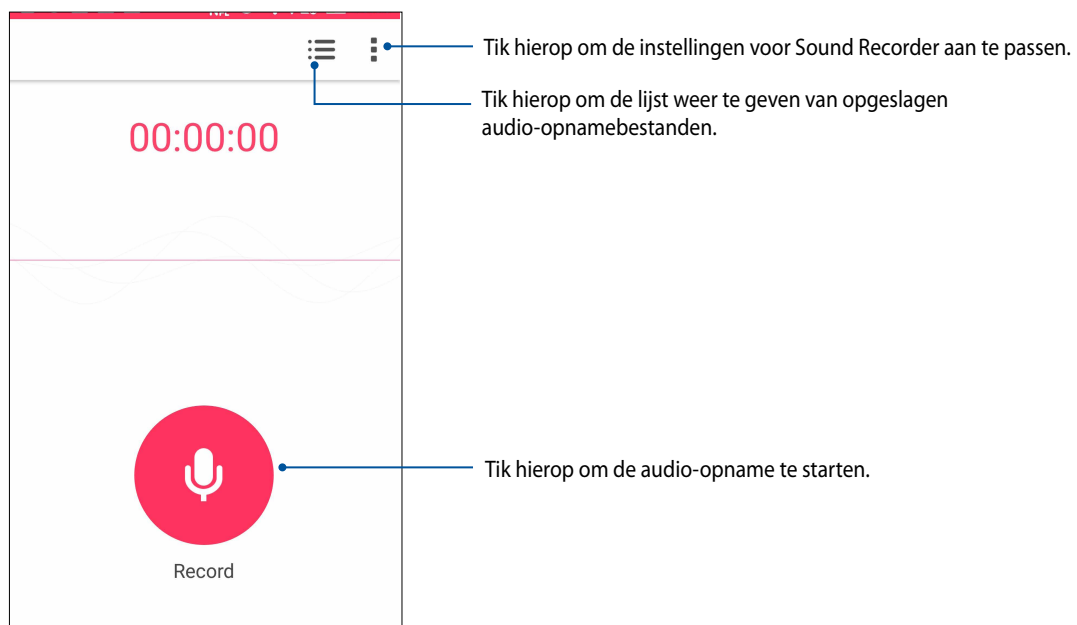 Tik hierop om de instellingen voor Sound Recorder aan te passen.
Tik hierop om de lijst weer te geven van opgeslagen
audio-opnamebestanden.
00:00:00
Tik hierop om de audio-opname te starten.
Record